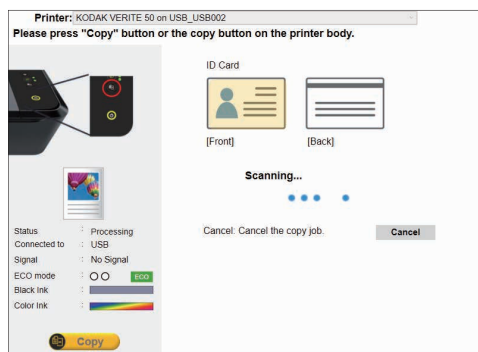 Printer: KODAK VERITE 50 on USB_USB002
Please press "Copy" button or the copy button on the printer body.
ID Card
[Front] [Back]
Scanning...
Status : Processing
Connected to : USB
Signal : No Signal
ECO mode : ECO
Black Ink :
Color Ink :
Cancel: Cancel the copy job. Cancel
Copy